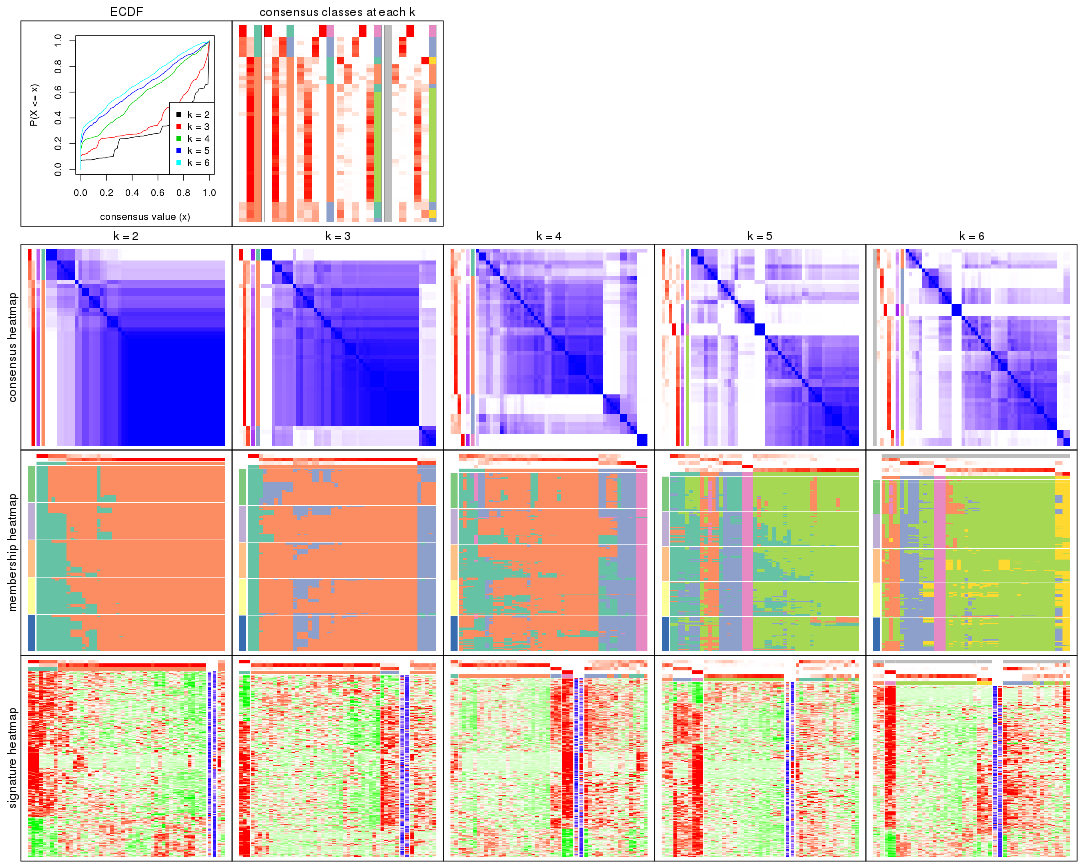 ECDF
consensus classes at each k
P(X <= x)
0.0 0.2 0.4 0.6 0.8 1.0
k = 2
k = 3
k = 4
k = 5
k = 6
0.0 0.2 0.4 0.6 0.8 1.0
consensus value (x)
k = 2
k = 3
k = 4
k = 5
k = 6
consensus heatmap
membership heatmap
signature heatmap